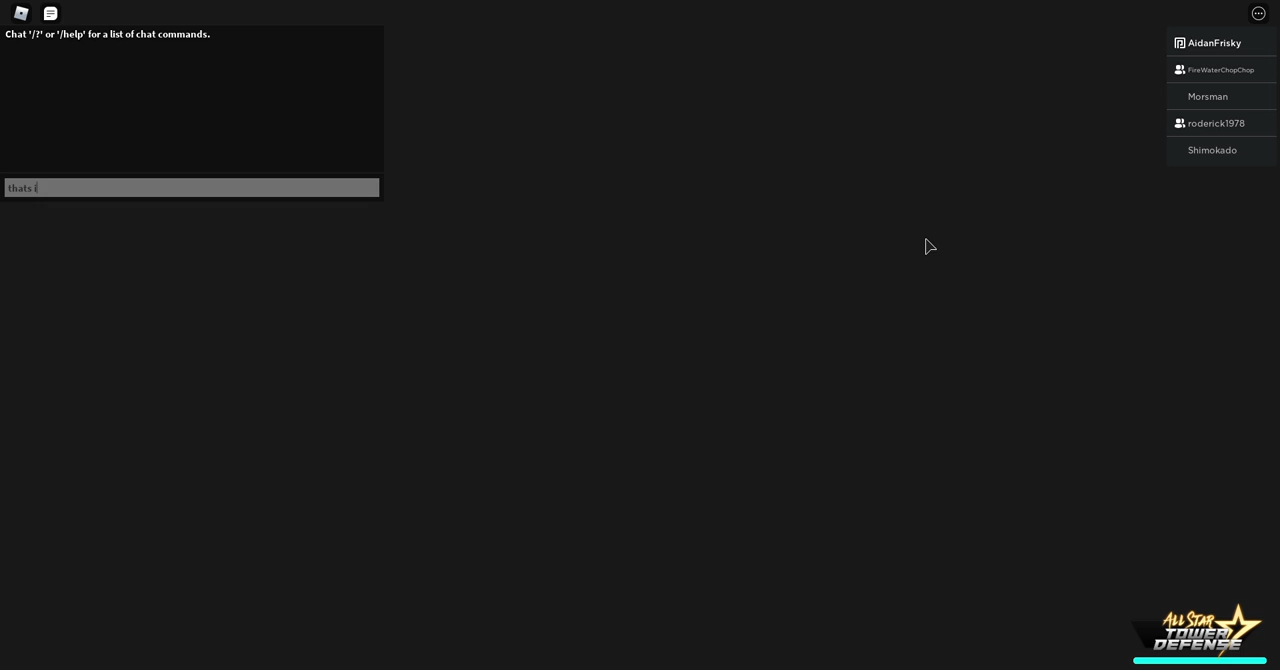 Chat '/?' or '/help' for a list of chat commands.
thats i
AidanFrisky
FireWaterChopChop
Morsman
roderick1978
Shimokado
ALL STAR
TOWER
DEFENSE